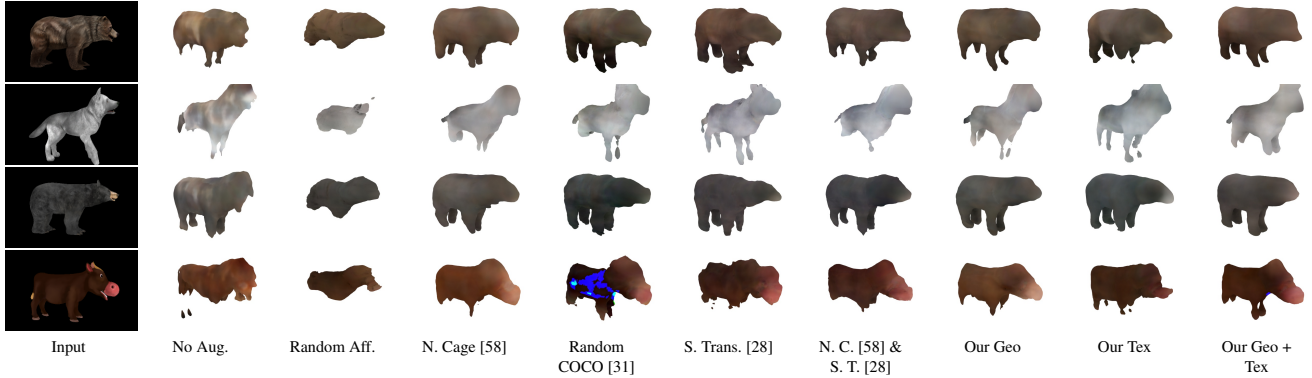 Input
No Aug.
Random Aff.
N. Cage [58]
Random
COCO [31]
S. Trans. [28]
N. C. [58] &
S. T. [28]
Our Geo
Our Tex
Our Geo +
Tex